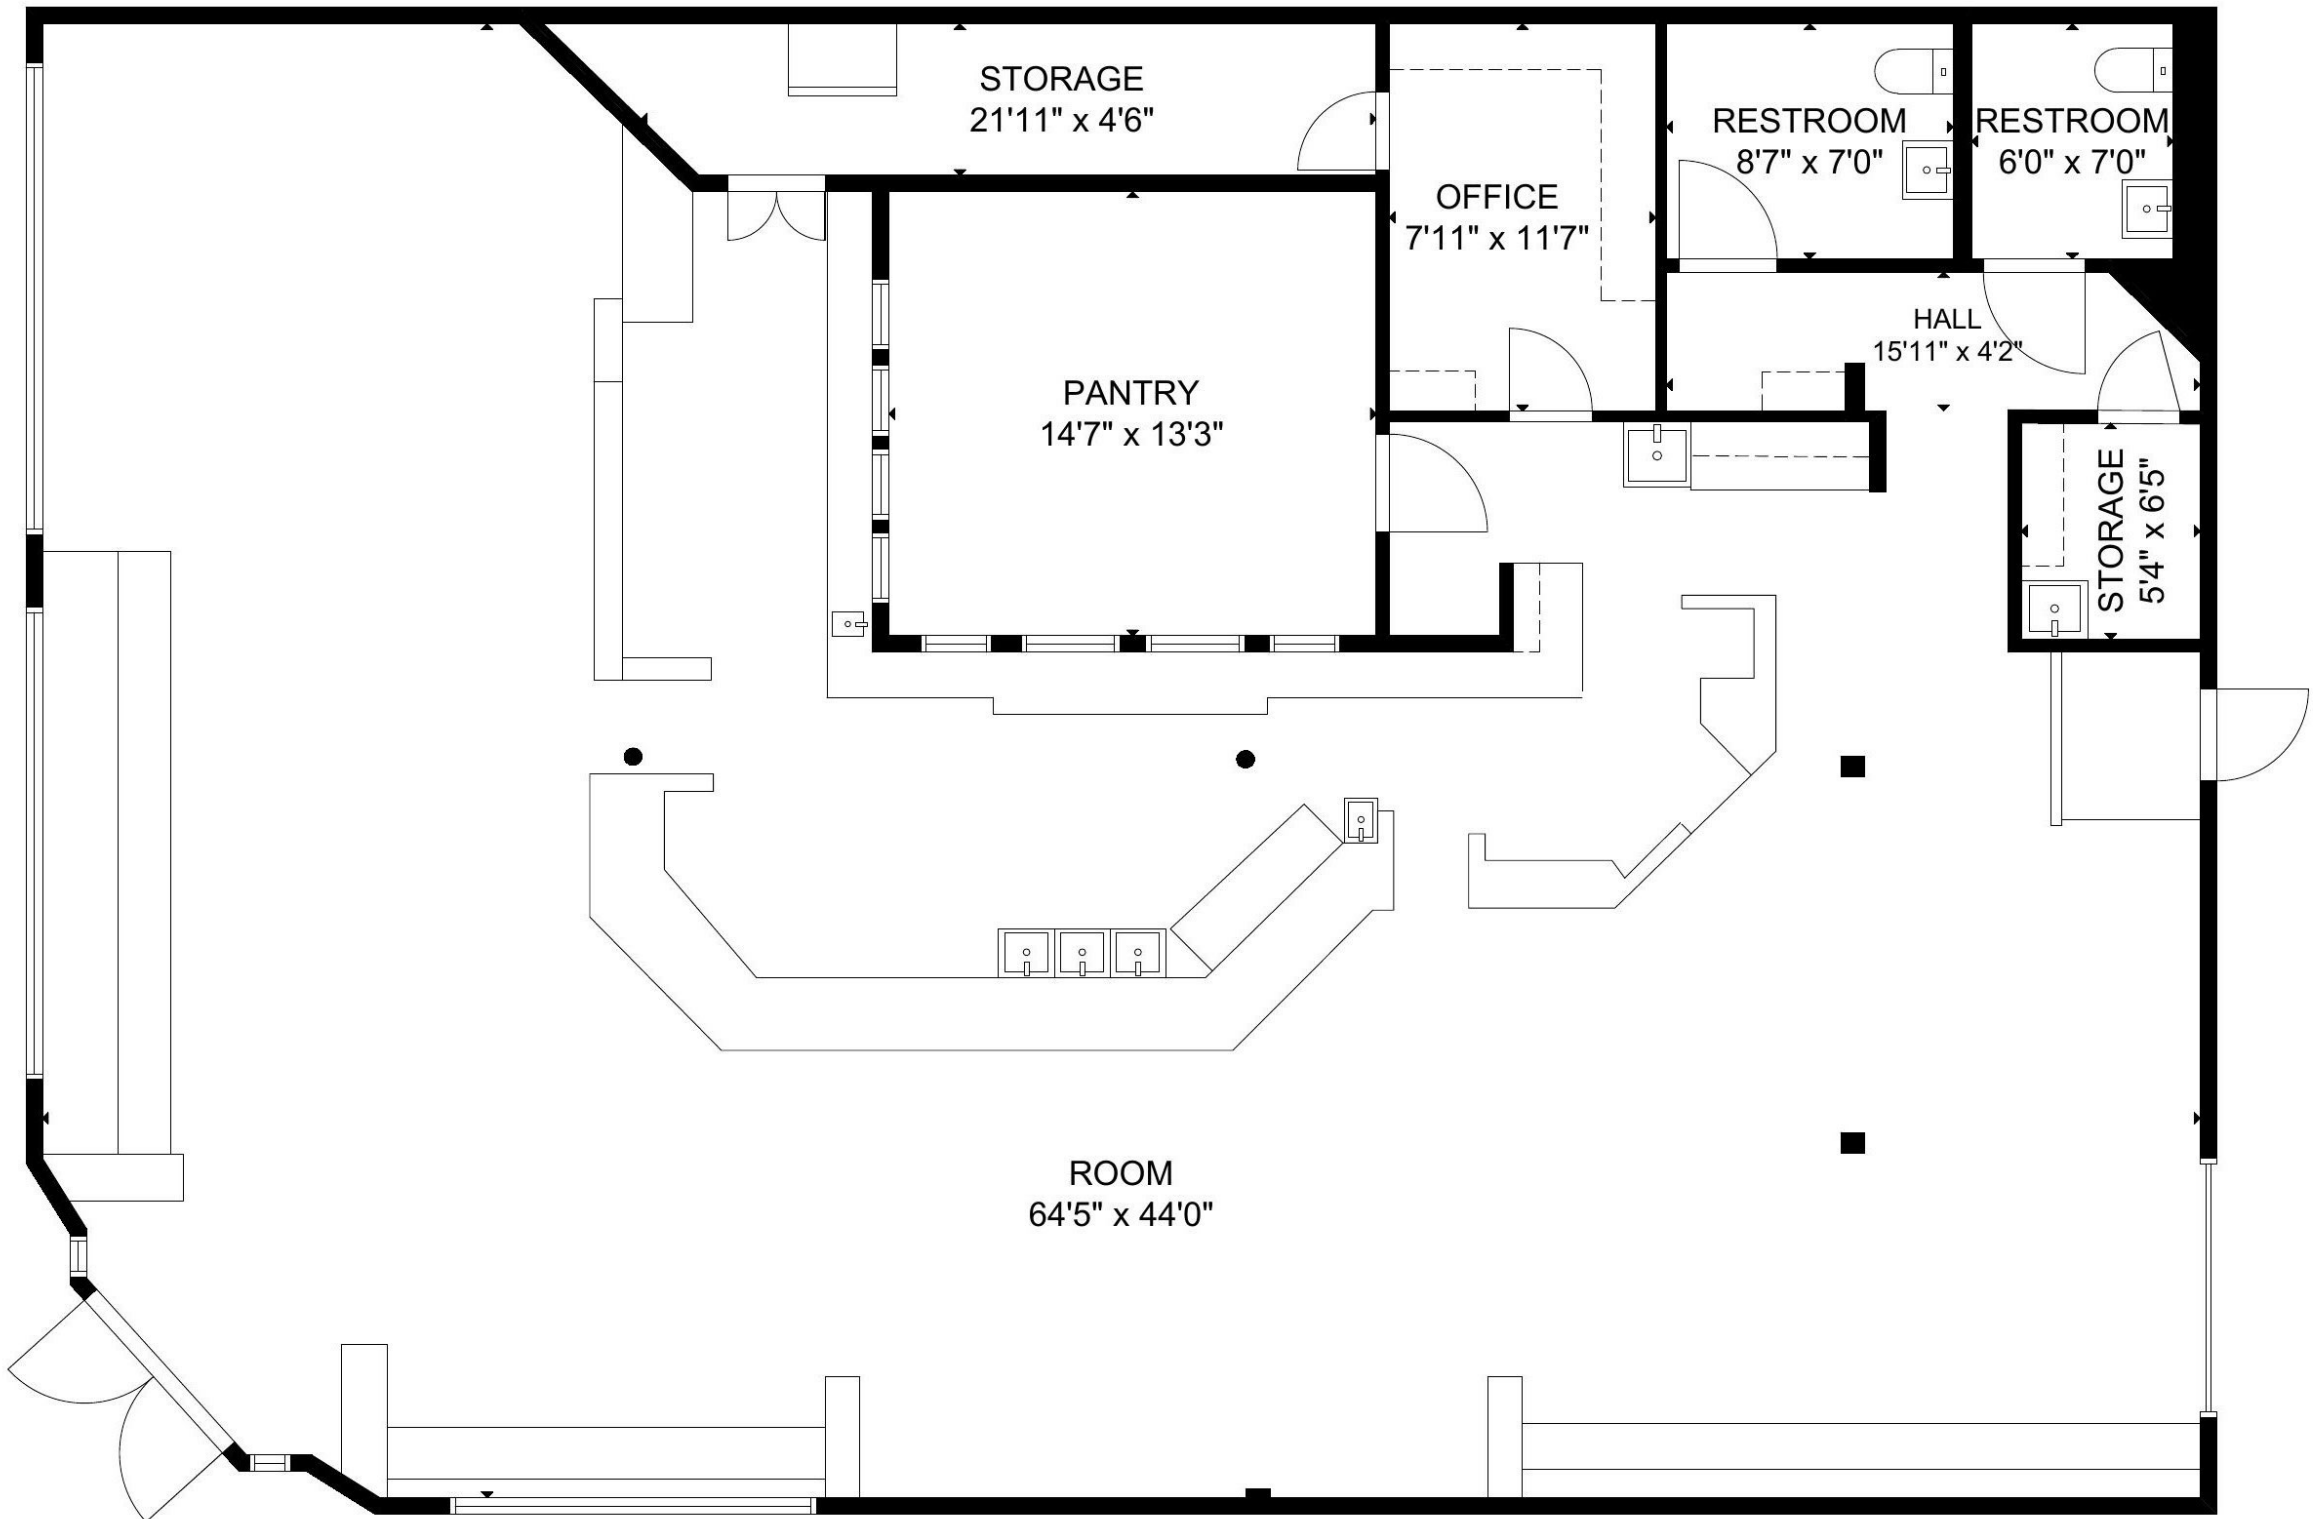 STORAGE
21'11" x 4'6"
RESTROOM
8'7" x 7'0"
RESTROOM
6'0" x 7'0"
OFFICE
7'11" x 11'7"
HALL
15'11" x 4'2"
PANTRY
14'7" x 13'3"
STORAGE
5'4" x 6'5"
ROOM
64'5" x 44'0"